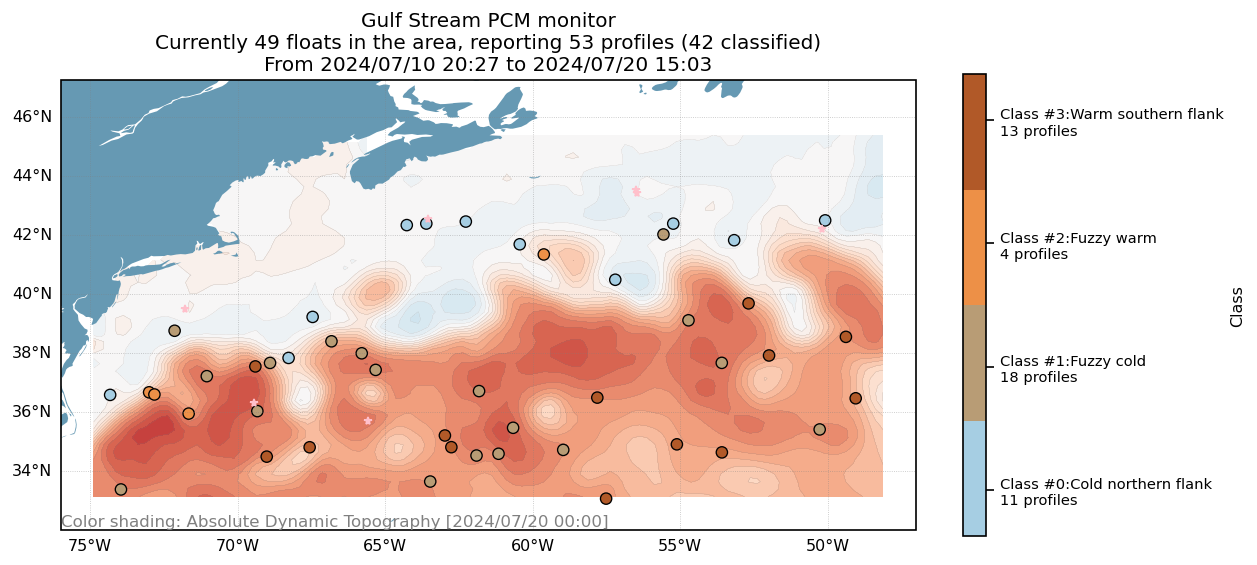 Gulf Stream PCM monitor
Currently 49 floats in the area, reporting 53 profiles (42 classified)
From 2024/07/10 20:27 to 2024/07/20 15:03
46°N
44°N
42°N
40°N
38°N
36°N
34°N
Color shading: Absolute Dynamic Topography [2024/07/20 00:00]
75°W
70°W
65°W
60°W
55°W
50°W
Class #3:Warm southern flank
13 profiles
Class #2:Fuzzy warm
4 profiles
Class #1:Fuzzy cold
18 profiles
Class #0:Cold northern flank
11 profiles
Class